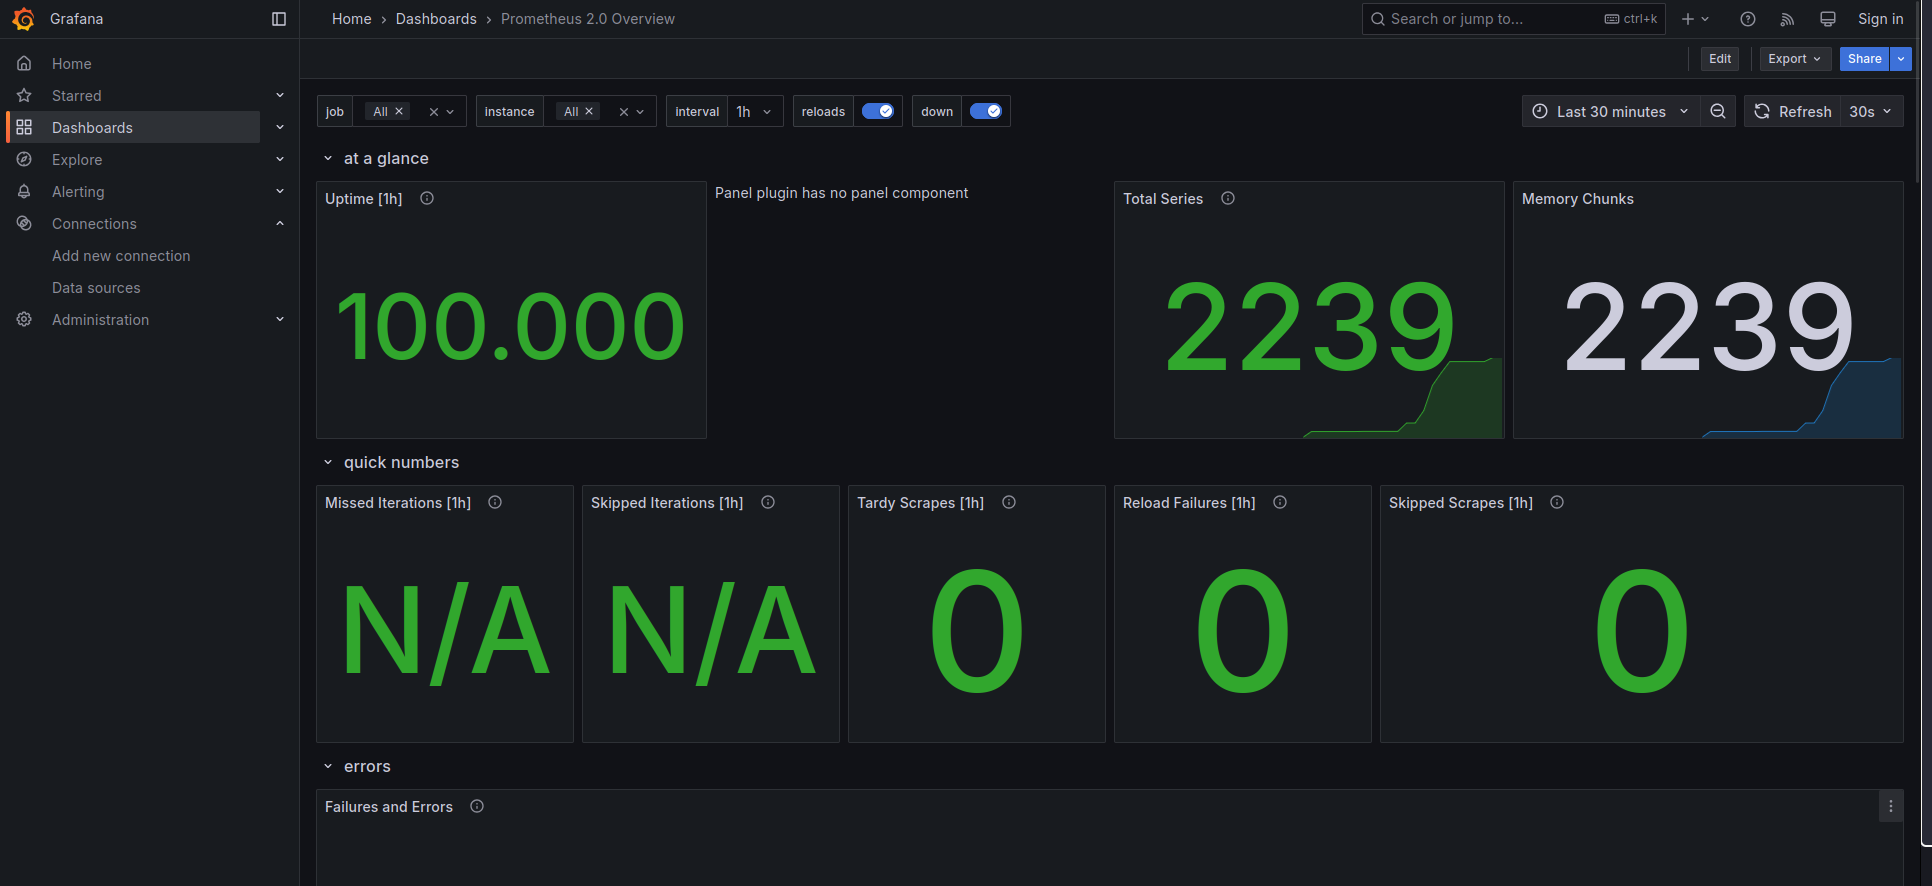 Grafana
Home › Dashboards › Prometheus 2.0 Overview
Search or jump to... ctrl+k
Sign in
Edit Export Share
Home
Starred
Dashboards
Explore
Alerting
Connections
Add new connection
Data sources
Administration
job All instance All interval 1h reloads down
Last 30 minutes Refresh 30s
at a glance
Uptime [1h]
100.000
Panel plugin has no panel component
Total Series
2239
Memory Chunks
2239
quick numbers
Missed Iterations [1h]
N/A
Skipped Iterations [1h]
N/A
Tardy Scrapes [1h]
0
Reload Failures [1h]
0
Skipped Scrapes [1h]
0
errors
Failures and Errors